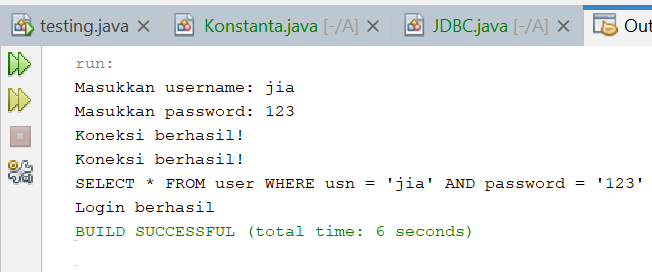 testing.java Konstanta.java [-/A] JDBC.java [-/A] Out
run:
Masukkan username: jia
Masukkan password: 123
Koneksi berhasil!
Koneksi berhasil!
SELECT * FROM user WHERE usn = 'jia' AND password = '123'
Login berhasil
BUILD SUCCESSFUL (total time: 6 seconds)